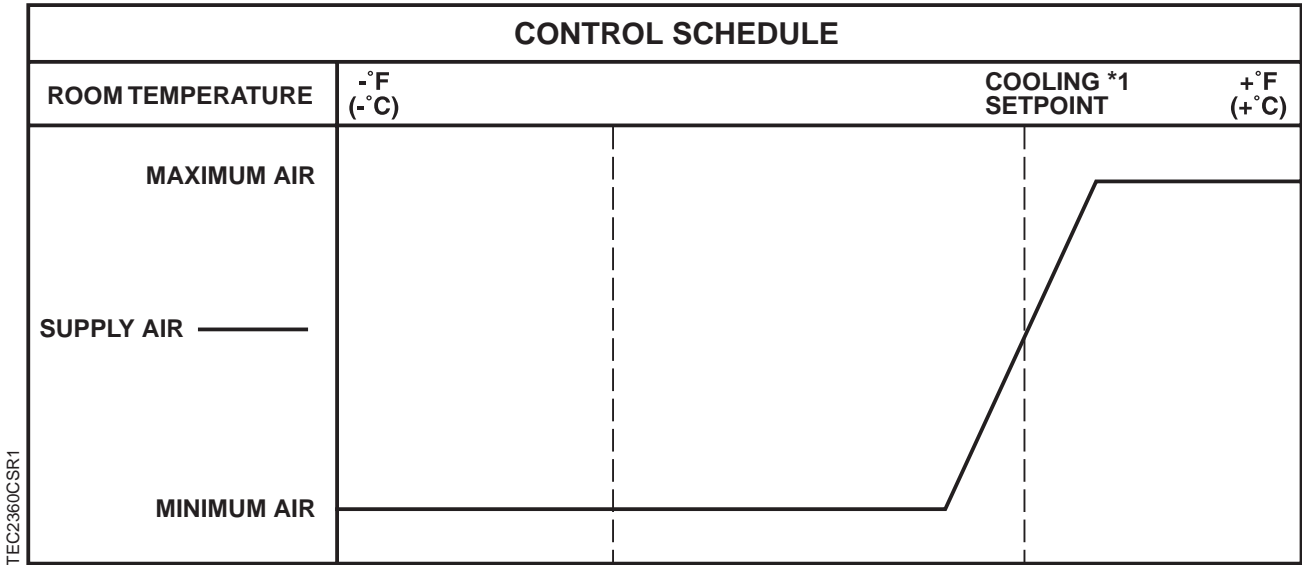 CONTROL SCHEDULE
ROOM TEMPERATURE
-°F
(-°C)
COOLING *1
SETPOINT
+°F
(+°C)
MAXIMUM AIR
SUPPLY AIR
MINIMUM AIR
TEC2360CSR1